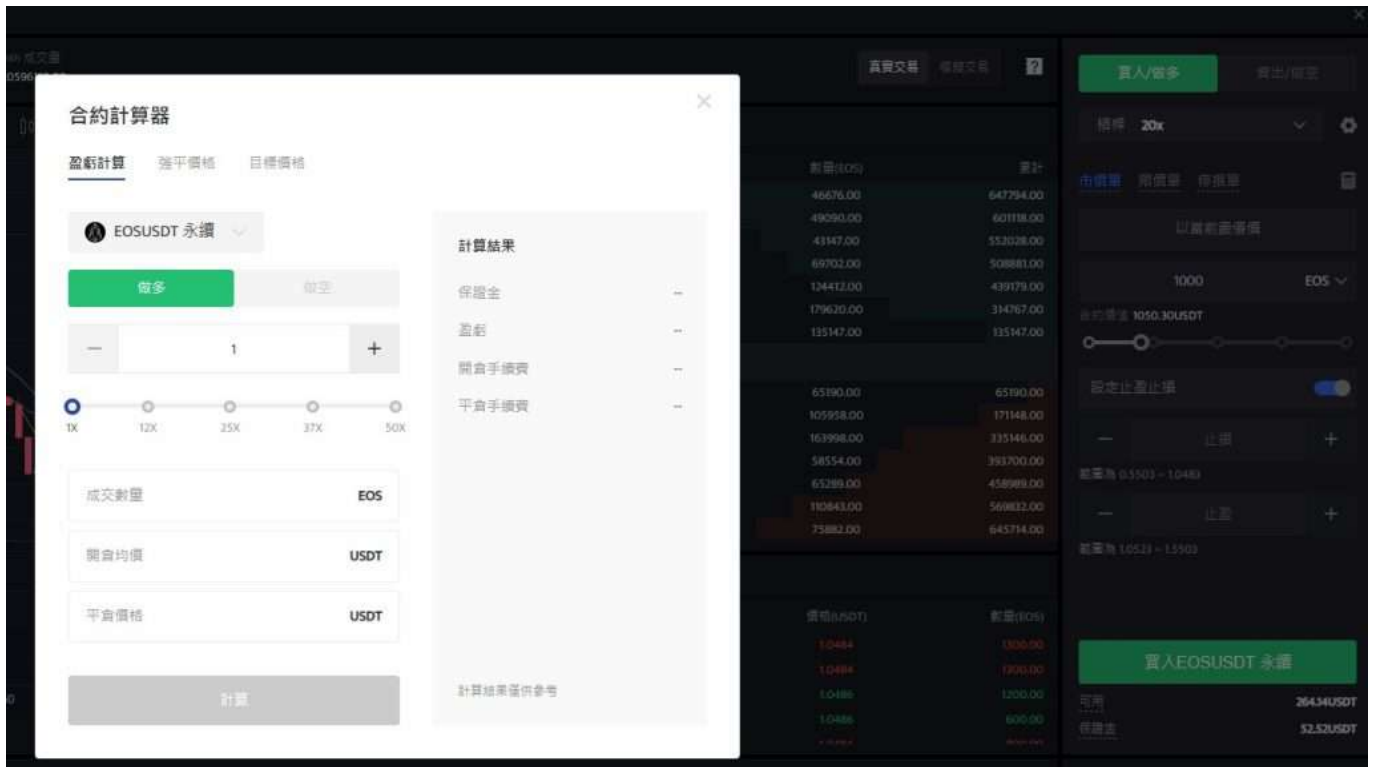 成交量
真實交易 模擬交易 ?
合約計算器
盈虧計算 強平價格 目標價格
EOSUSDT 永續
做多 做空
1
1X 12X 25X 37X 50X
成交數量 EOS
開倉均價 USDT
平倉價格 USDT
計算
計算結果
保證金 --
盈虧 --
開倉手續費 --
平倉手續費 --
計算結果僅供參考
數量(EOS) 累計
46676.00 647794.00
49090.00 601118.00
43147.00 552028.00
69702.00 508881.00
124412.00 439179.00
179620.00 314767.00
135147.00 135147.00
65190.00 65190.00
105958.00 171148.00
163998.00 335146.00
58554.00 393700.00
65289.00 458989.00
110843.00 569832.00
75882.00 645714.00
價格(USDT) 數量(EOS)
1.0484 1300.00
1.0484 1200.00
1.0486 1200.00
1.0486 600.00
買入/做多 賣出/做空
槓桿 20x
市價單 限價單 停損單
以當前最優價
1000 EOS
合約價值 1050.30USDT
設定止盈止損
止損
範圍為 0.5503 ~ 1.0483
止盈
範圍為 1.0523 ~ 1.5503
買入EOSUSDT 永續
可用 264.14USDT
保證金 52.52USDT